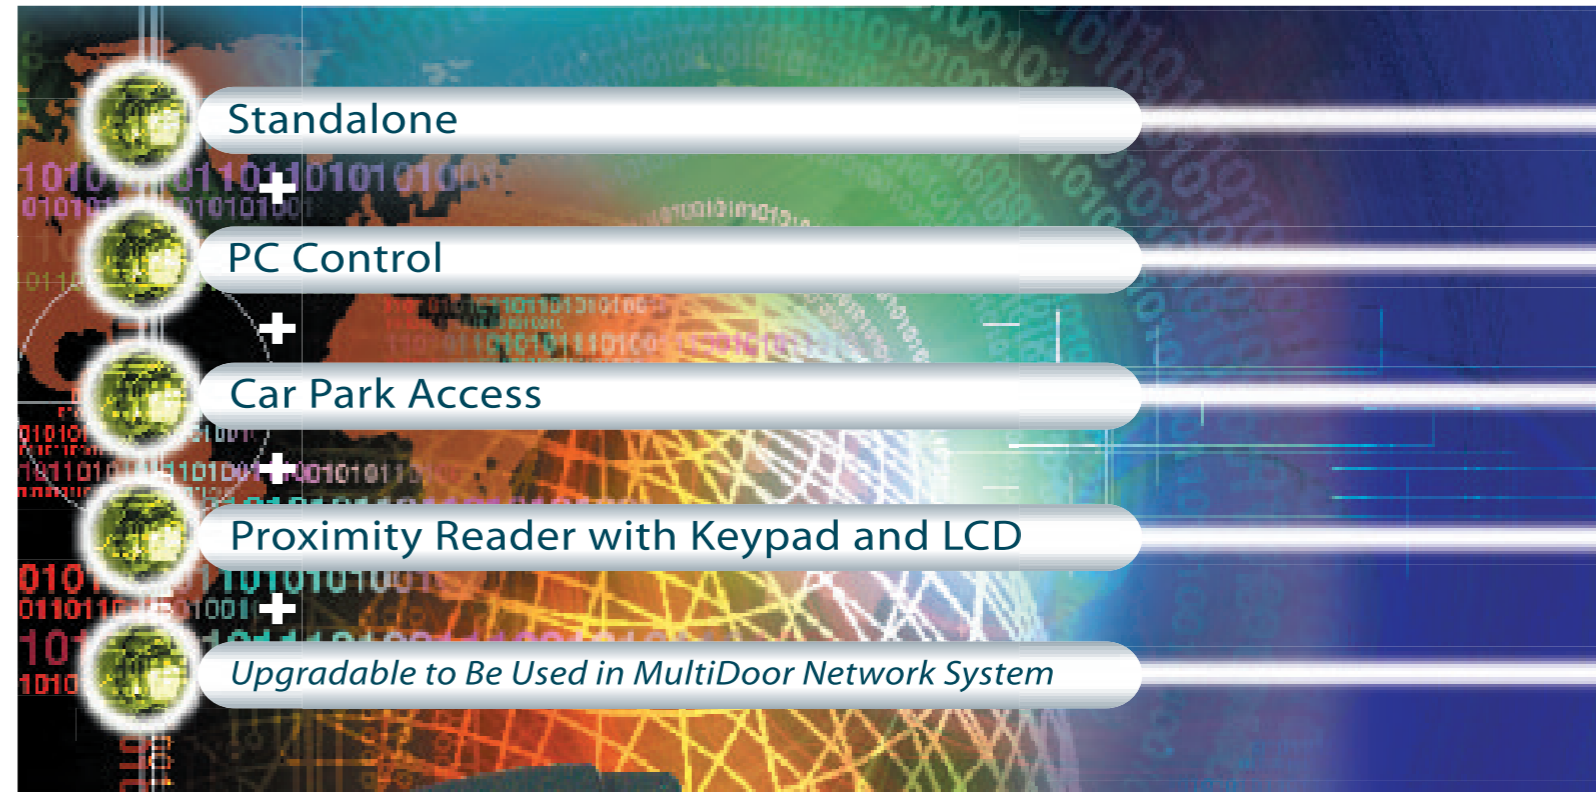 Standalone
+
PC Control
+
Car Park Access
+
Proximity Reader with Keypad and LCD
+
Upgradable to Be Used in MultiDoor Network System